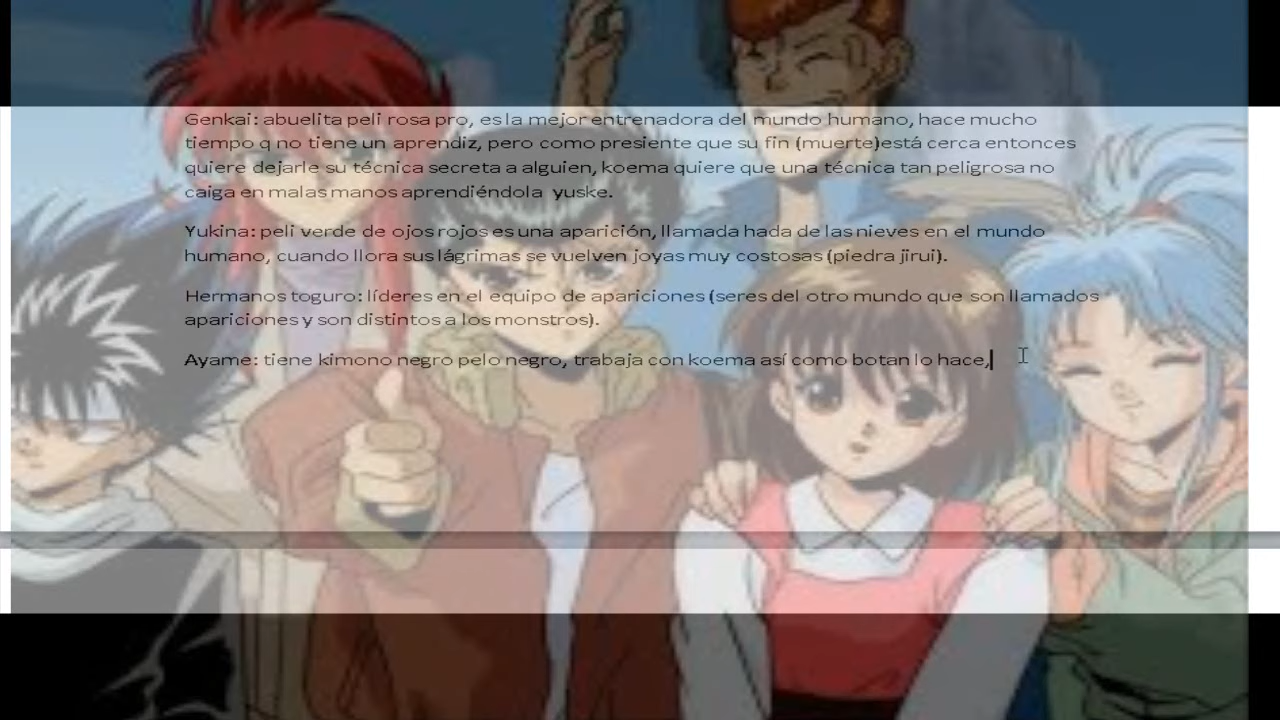 Genkai: abuelita peli rosa pro, es la mejor entrenadora del mundo humano, hace mucho
tiempo q no tiene un aprendiz, pero como presiente que su fin (muerte)está cerca entonces
quiere dejarle su técnica secreta a alguien, koema quiere que una técnica tan peligrosa no
caiga en malas manos aprendiéndola yuske.
Yukina: peli verde de ojos rojos es una aparición, llamada hada de las nieves en el mundo
humano, cuando llora sus lágrimas se vuelven joyas muy costosas (piedra jirui).
Hermanos toguro: líderes en el equipo de apariciones (seres del otro mundo que son llamados
apariciones y son distintos a los monstros).
Ayame: tiene kimono negro pelo negro, trabaja con koema así como botan lo hace,